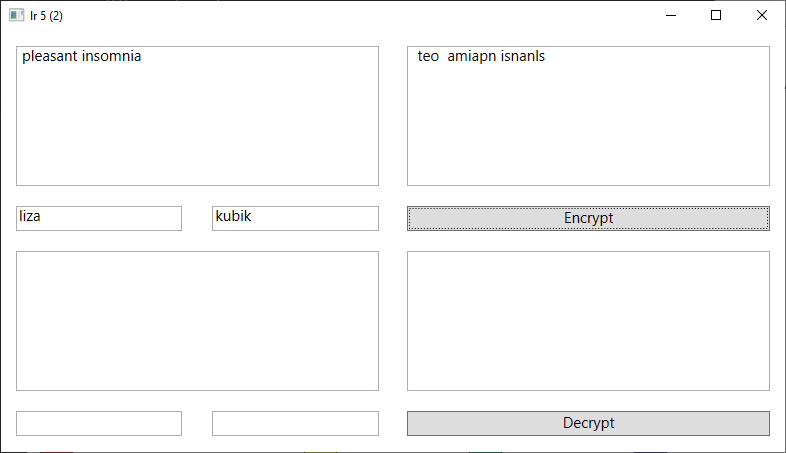 lr 5 (2)
pleasant insomnia
teo  amiapn isnanls
liza
kubik
Encrypt
Decrypt